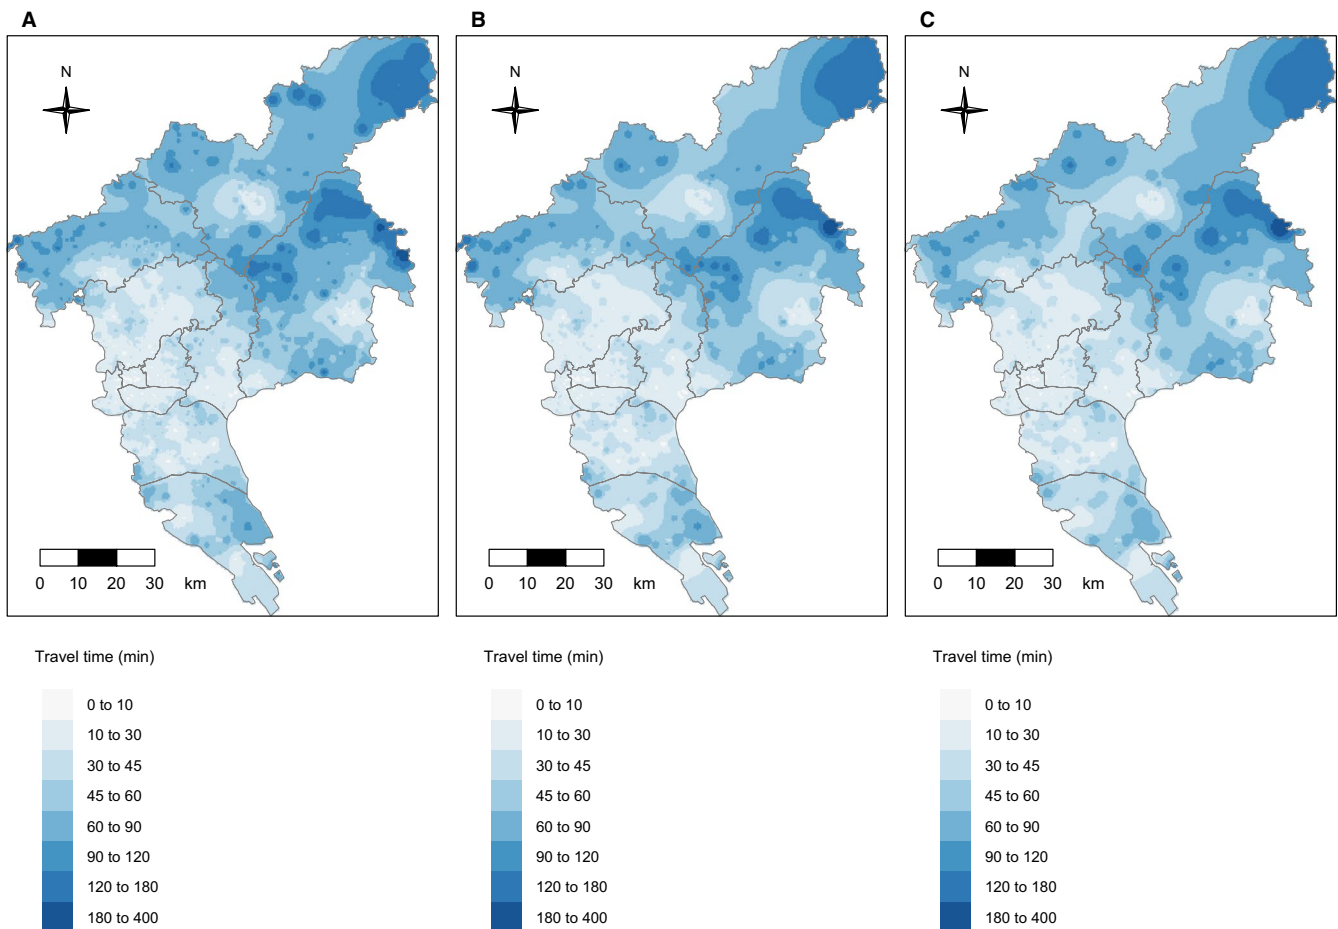 A
B
C
N
N
N
0 10 20 30 km
0 10 20 30 km
0 10 20 30 km
Travel time (min)
0 to 10
10 to 30
30 to 45
45 to 60
60 to 90
90 to 120
120 to 180
180 to 400
Travel time (min)
0 to 10
10 to 30
30 to 45
45 to 60
60 to 90
90 to 120
120 to 180
180 to 400
Travel time (min)
0 to 10
10 to 30
30 to 45
45 to 60
60 to 90
90 to 120
120 to 180
180 to 400